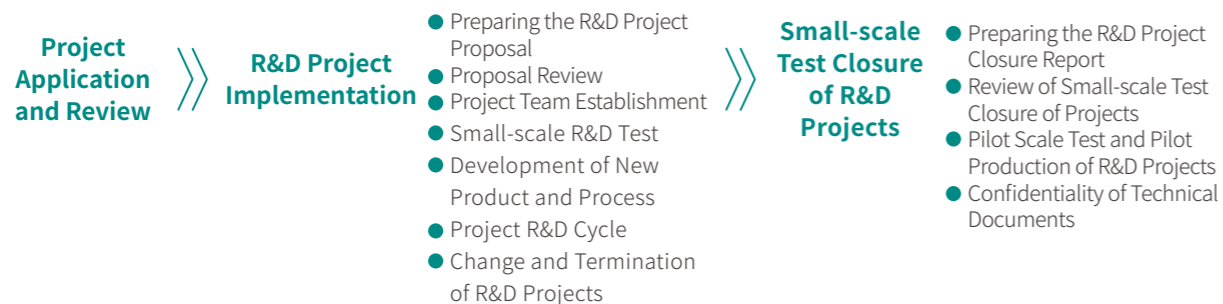 Project
Application
and Review
R&D Project
Implementation
Preparing the R&D Project
Proposal
Proposal Review
Project Team Establishment
Small-scale R&D Test
Development of New
Product and Process
Project R&D Cycle
Change and Termination
of R&D Projects
Small-scale
Test Closure
of R&D
Projects
Preparing the R&D Project
Closure Report
Review of Small-scale Test
Closure of Projects
Pilot Scale Test and Pilot
Production of R&D Projects
Confidentiality of Technical
Documents